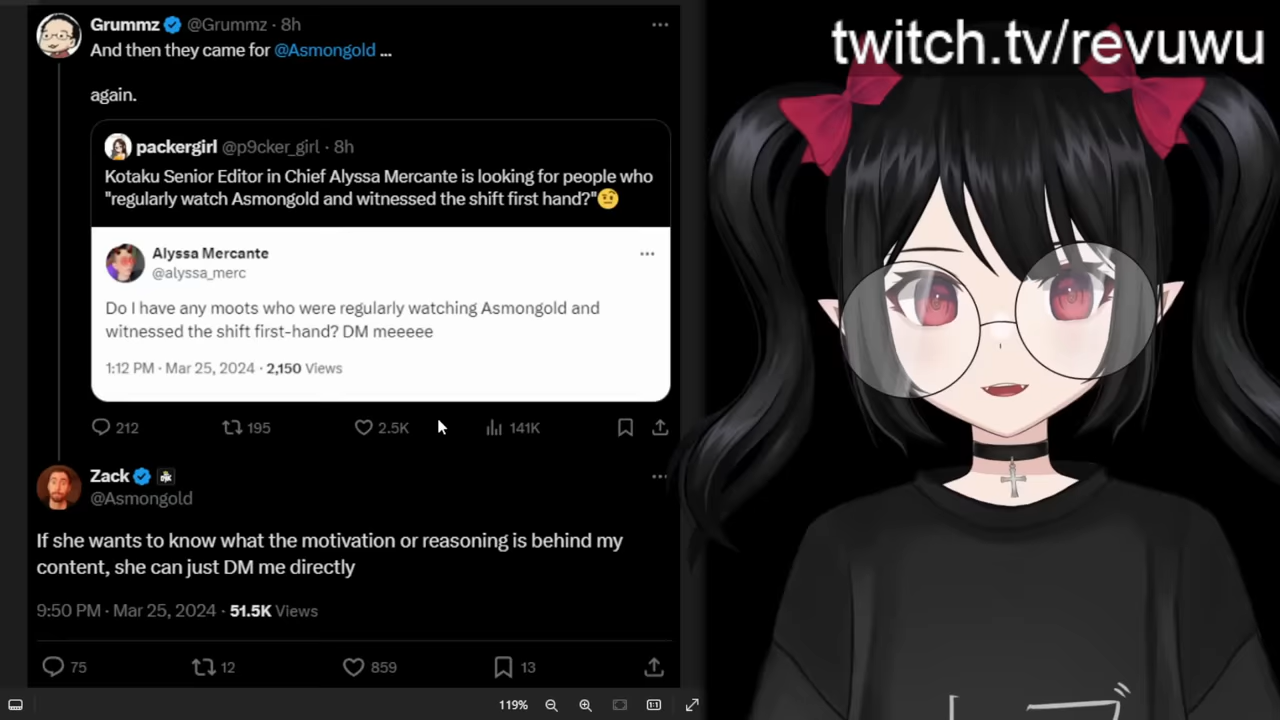 twitch.tv/revuwu
Grummz @Grummz · 8h
And then they came for @Asmongold ...
again.
packergirl @p9cker_girl · 8h
Kotaku Senior Editor in Chief Alyssa Mercante is looking for people who
"regularly watch Asmongold and witnessed the shift first hand?"🤨
Alyssa Mercante
@alyssa_merc
Do I have any moots who were regularly watching Asmongold and
witnessed the shift first-hand? DM meeeee
1:12 PM · Mar 25, 2024 · 2,150 Views
212 195 2.5K 141K
Zack
@Asmongold
If she wants to know what the motivation or reasoning is behind my
content, she can just DM me directly
9:50 PM · Mar 25, 2024 · 51.5K Views
75 12 859 13
119% 1:1